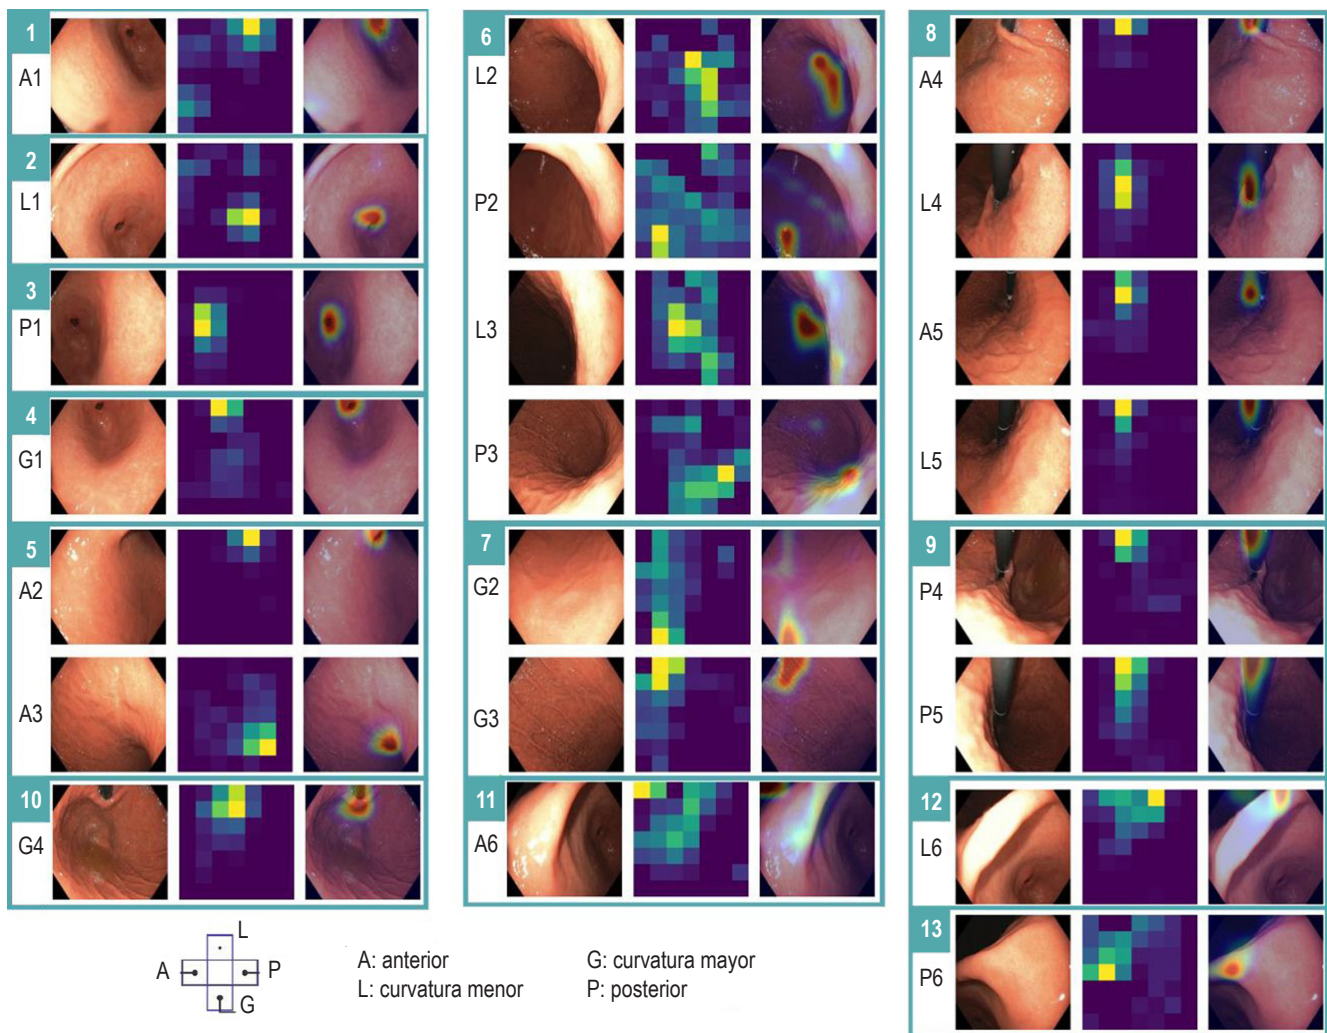 1
A1
2
L1
3
P1
4
G1
5
A2
A3
10
G4
6
L2
P2
L3
P3
7
G2
G3
11
A6
8
A4
L4
A5
L5
9
P4
P5
12
L6
13
P6
L
A P
G
A: anterior G: curvatura mayor
L: curvatura menor P: posterior